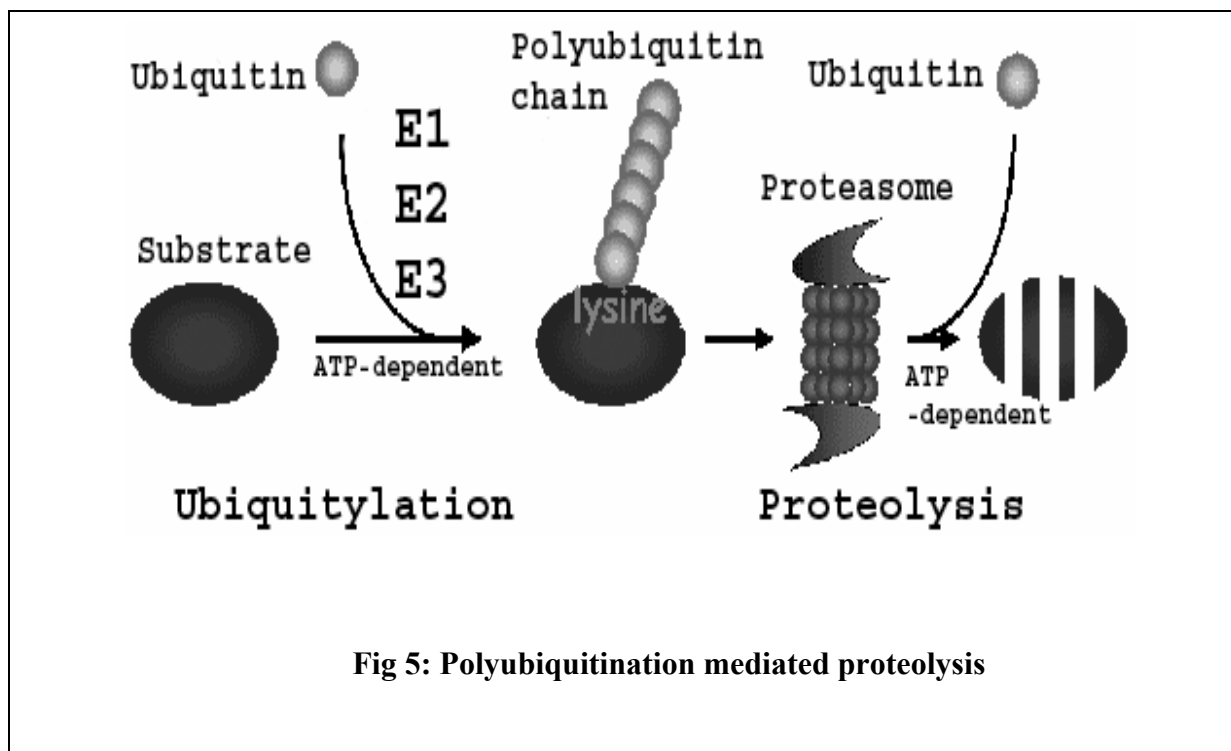 Ubiquitin
E1
E2
E3
Substrate
ATP-dependent
Polyubiquitin
chain
lysine
Ubiquitin
Proteasome
ATP
-dependent
Ubiquitylation
Proteolysis
Fig 5: Polyubiquitination mediated proteolysis